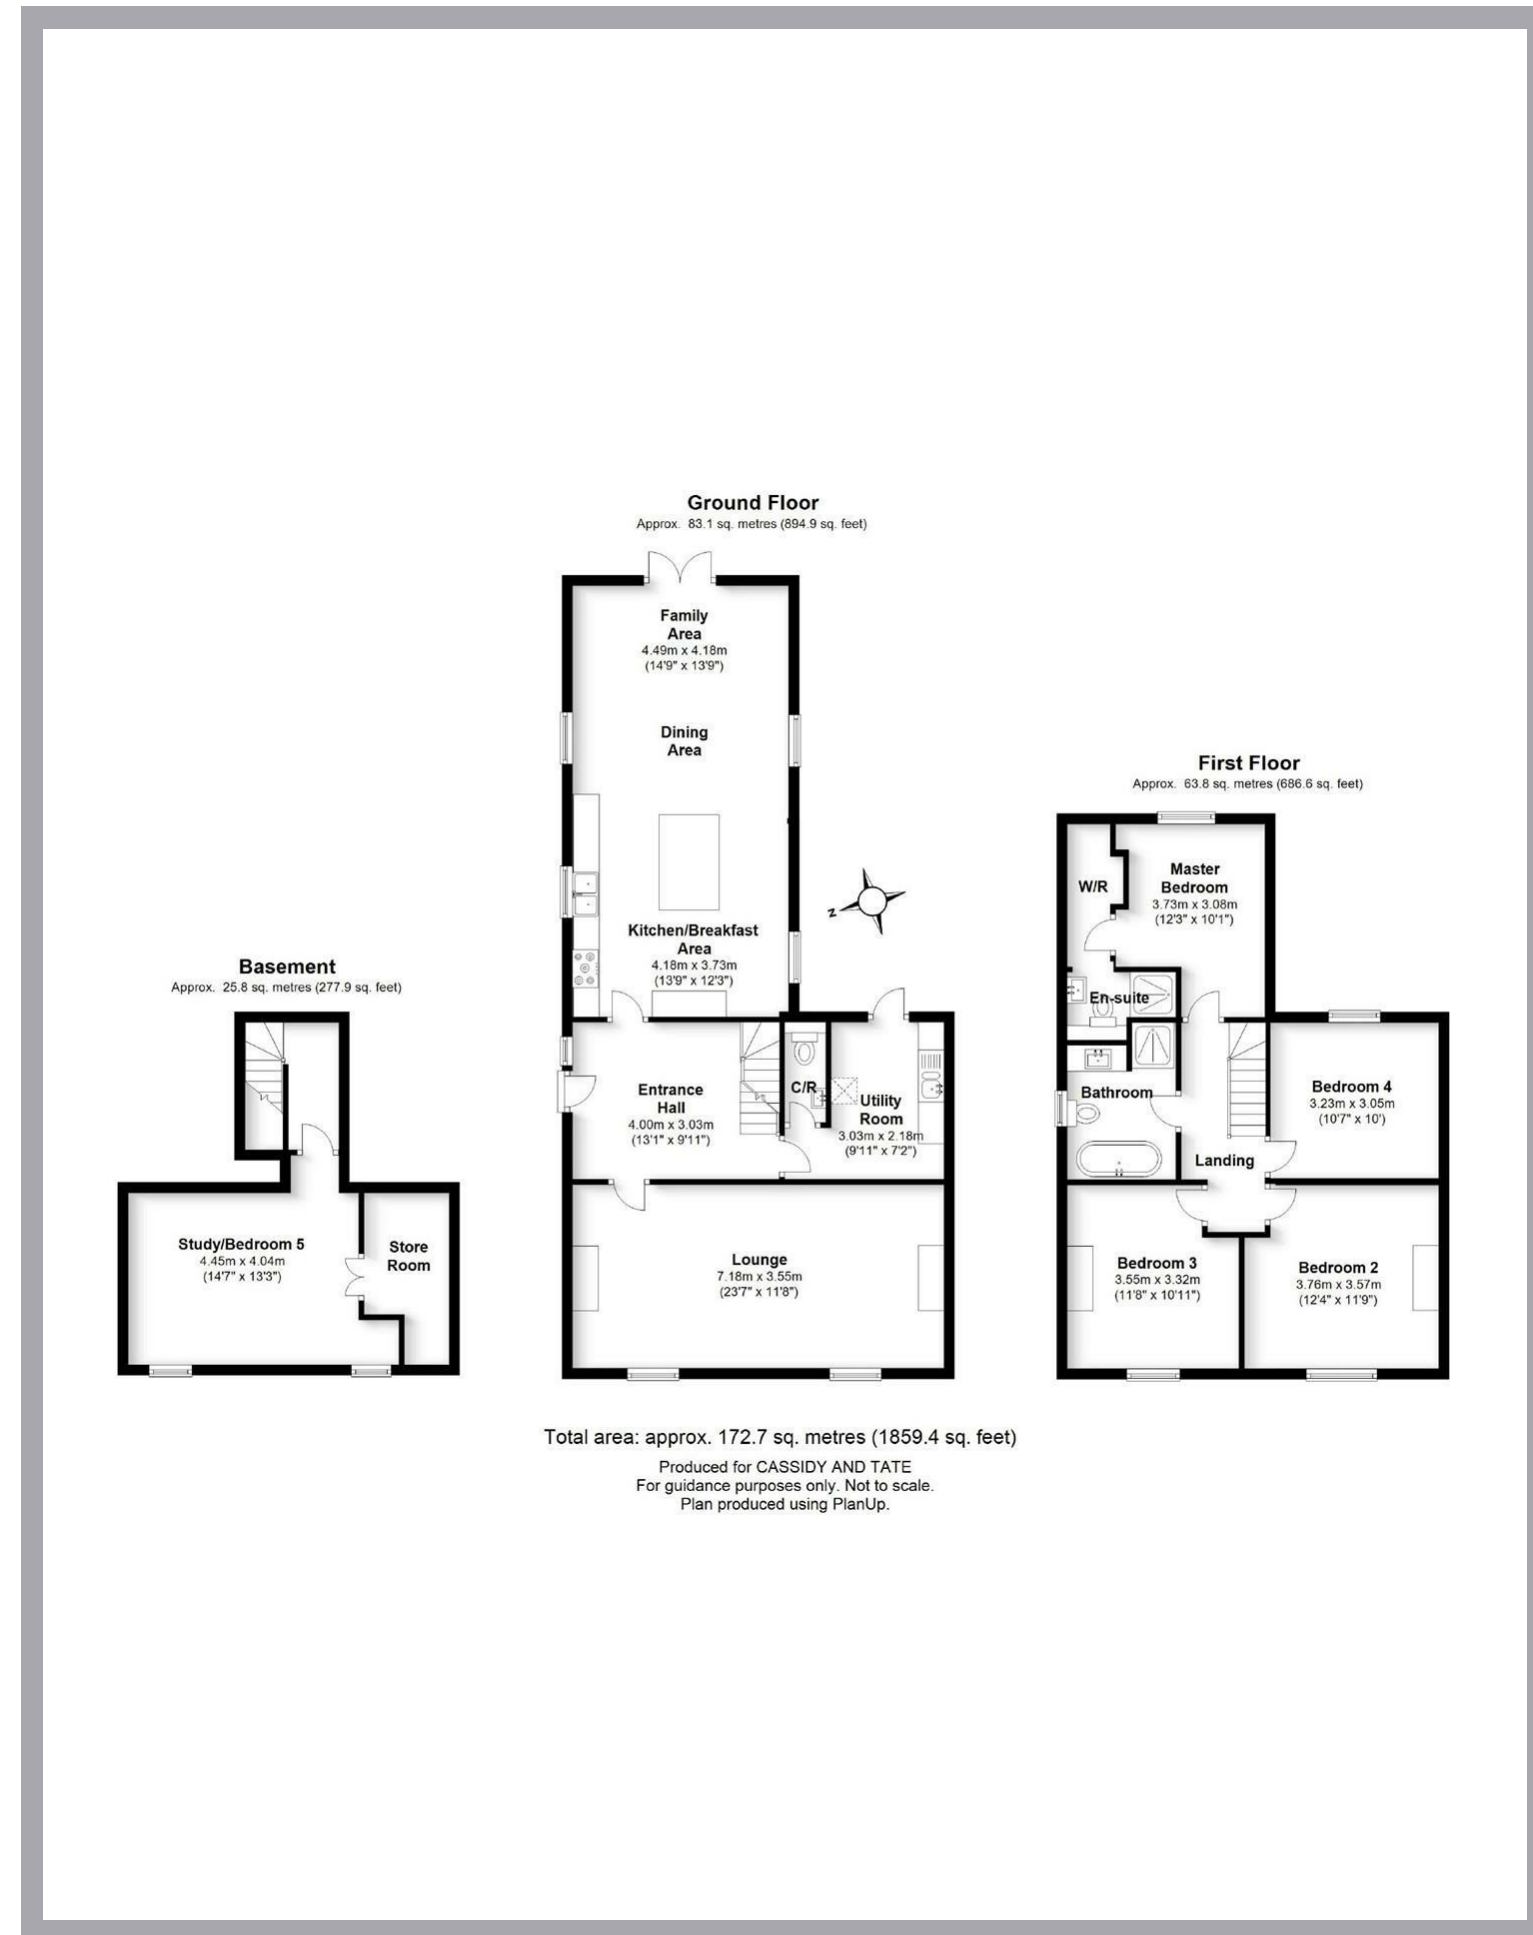 Ground Floor
Approx. 83.1 sq. metres (894.9 sq. feet)
Family
Area
4.49m x 4.18m
(14'9" x 13'9")
Dining
Area
Kitchen/Breakfast
Area
4.18m x 3.73m
(13'9" x 12'3")
N
Entrance
Hall
4.00m x 3.03m
(13'1" x 9'11")
C/R
Utility
Room
3.03m x 2.18m
(9'11" x 7'2")
Lounge
7.18m x 3.55m
(23'7" x 11'8")
First Floor
Approx. 63.8 sq. metres (686.6 sq. feet)
W/R
Master
Bedroom
3.73m x 3.08m
(12'3" x 10'1")
En-suite
Bathroom
Bedroom 4
3.23m x 3.05m
(10'7" x 10')
Landing
Bedroom 3
3.55m x 3.32m
(11'8" x 10'11")
Bedroom 2
3.76m x 3.57m
(12'4" x 11'9")
Basement
Approx. 25.8 sq. metres (277.9 sq. feet)
Study/Bedroom 5
4.45m x 4.04m
(14'7" x 13'3")
Store
Room
Total area: approx. 172.7 sq. metres (1859.4 sq. feet)
Produced for CASSIDY AND TATE
For guidance purposes only. Not to scale.
Plan produced using PlanUp.